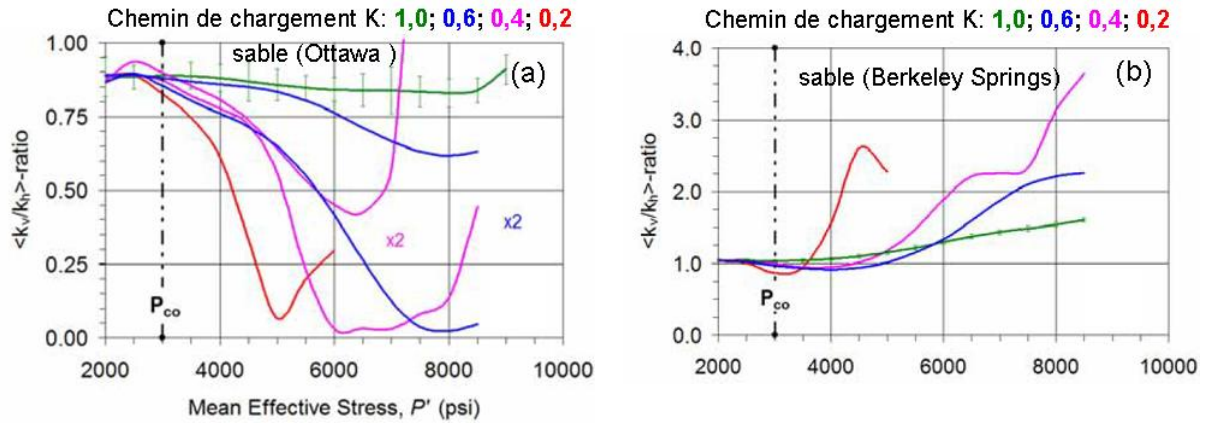 Chemin de chargement K: 1,0; 0,6; 0,4; 0,2
sable (Ottawa )
(a)
1.00
0.75
0.50
0.25
0.00
<kv/kh>-ratio
x2
x2
Pco
2000 4000 6000 8000 10000
Mean Effective Stress, P' (psi)
Chemin de chargement K: 1,0; 0,6; 0,4; 0,2
sable (Berkeley Springs)
(b)
4.0
3.0
2.0
1.0
0.0
<kv/kh>-ratio
Pco
2000 4000 6000 8000 10000